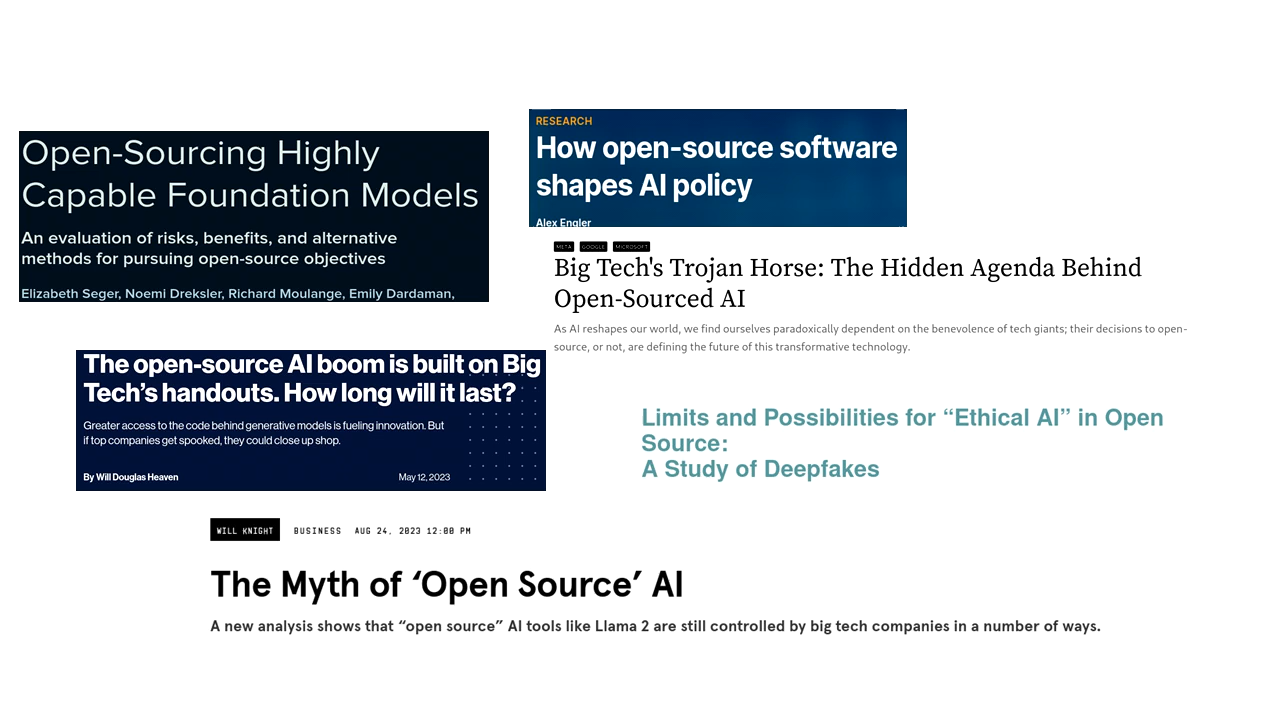 Open-Sourcing Highly
Capable Foundation Models
An evaluation of risks, benefits, and alternative
methods for pursuing open-source objectives
Elizabeth Seger, Noemi Dreksler, Richard Moulange, Emily Dardaman,
RESEARCH
How open-source software
shapes AI policy
Alex Engler
META GOOGLE MICROSOFT
Big Tech's Trojan Horse: The Hidden Agenda Behind
Open-Sourced AI
As AI reshapes our world, we find ourselves paradoxically dependent on the benevolence of tech giants; their decisions to open-
source, or not, are defining the future of this transformative technology.
The open-source AI boom is built on Big
Tech’s handouts. How long will it last?
Greater access to the code behind generative models is fueling innovation. But
if top companies get spooked, they could close up shop.
By Will Douglas Heaven May 12, 2023
Limits and Possibilities for “Ethical AI” in Open
Source:
A Study of Deepfakes
WILL KNIGHT BUSINESS AUG 24, 2023 12:00 PM
The Myth of ‘Open Source’ AI
A new analysis shows that “open source” AI tools like Llama 2 are still controlled by big tech companies in a number of ways.